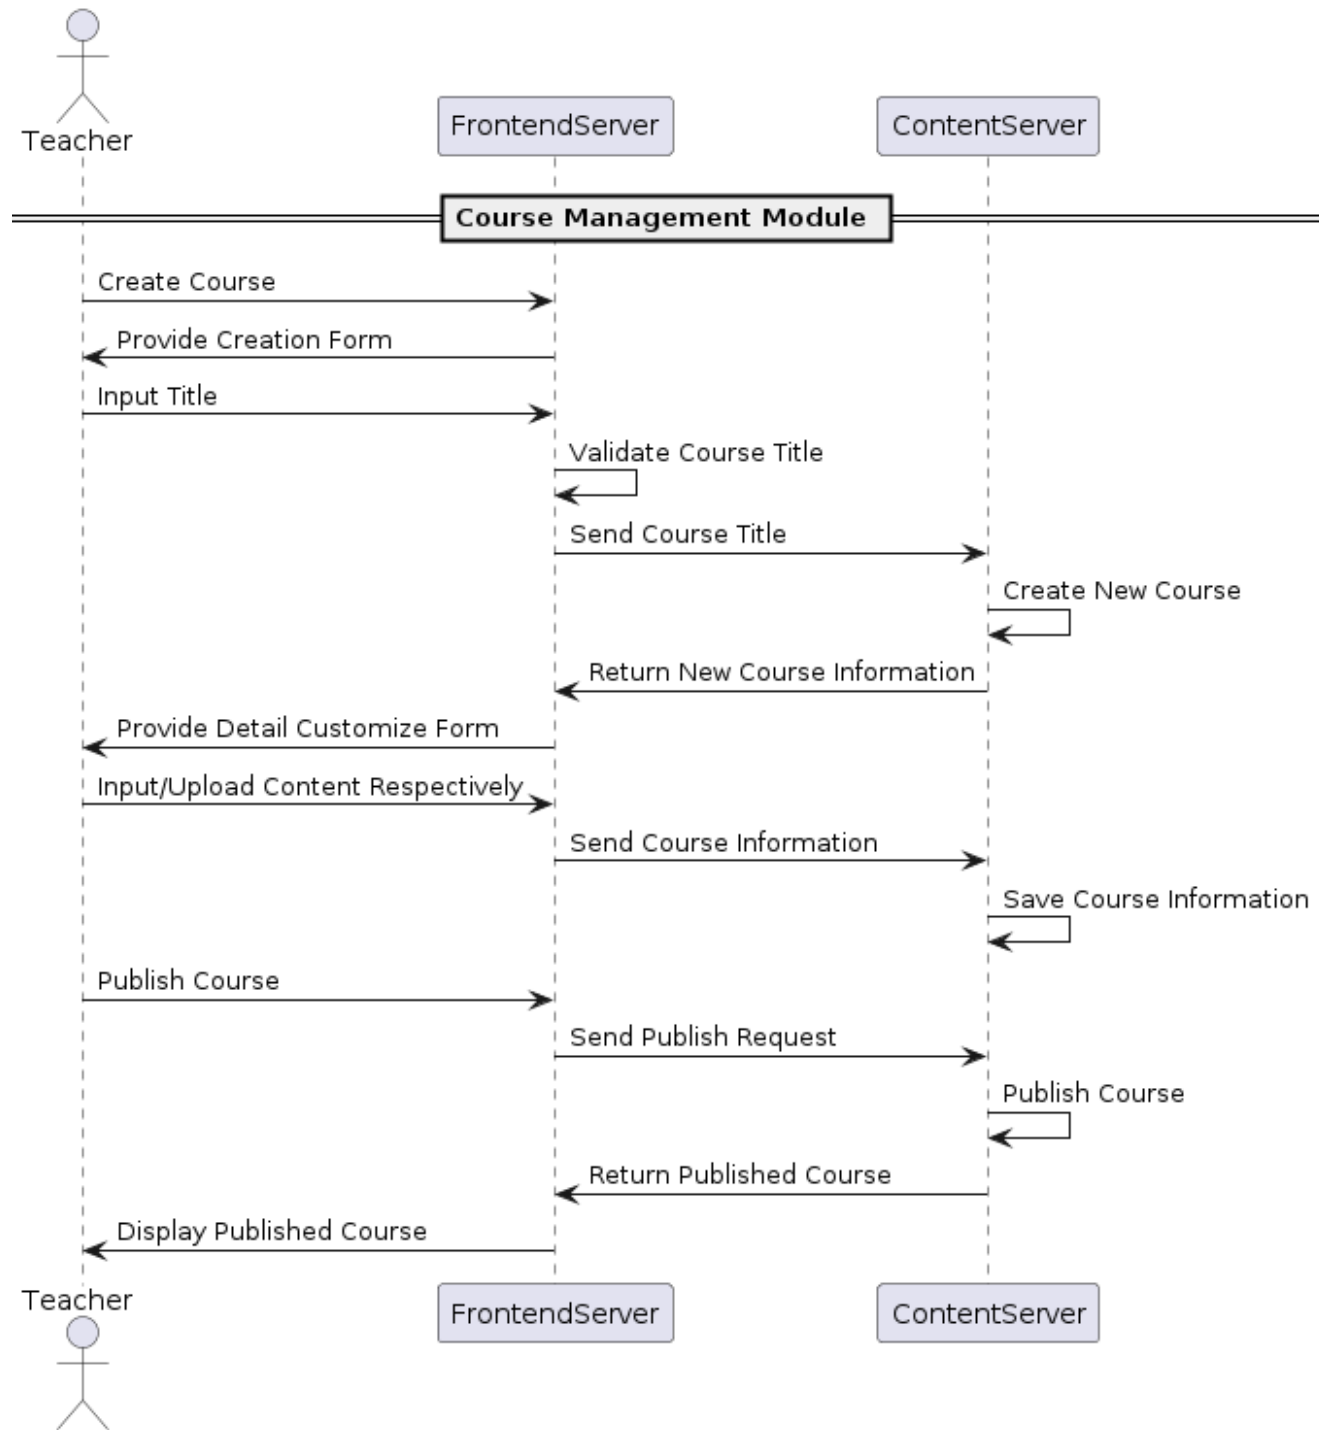 Teacher
FrontendServer
ContentServer
Course Management Module
Create Course
Provide Creation Form
Input Title
Validate Course Title
Send Course Title
Create New Course
Return New Course Information
Provide Detail Customize Form
Input/Upload Content Respectively
Send Course Information
Save Course Information
Publish Course
Send Publish Request
Publish Course
Return Published Course
Display Published Course
Teacher
FrontendServer
ContentServer